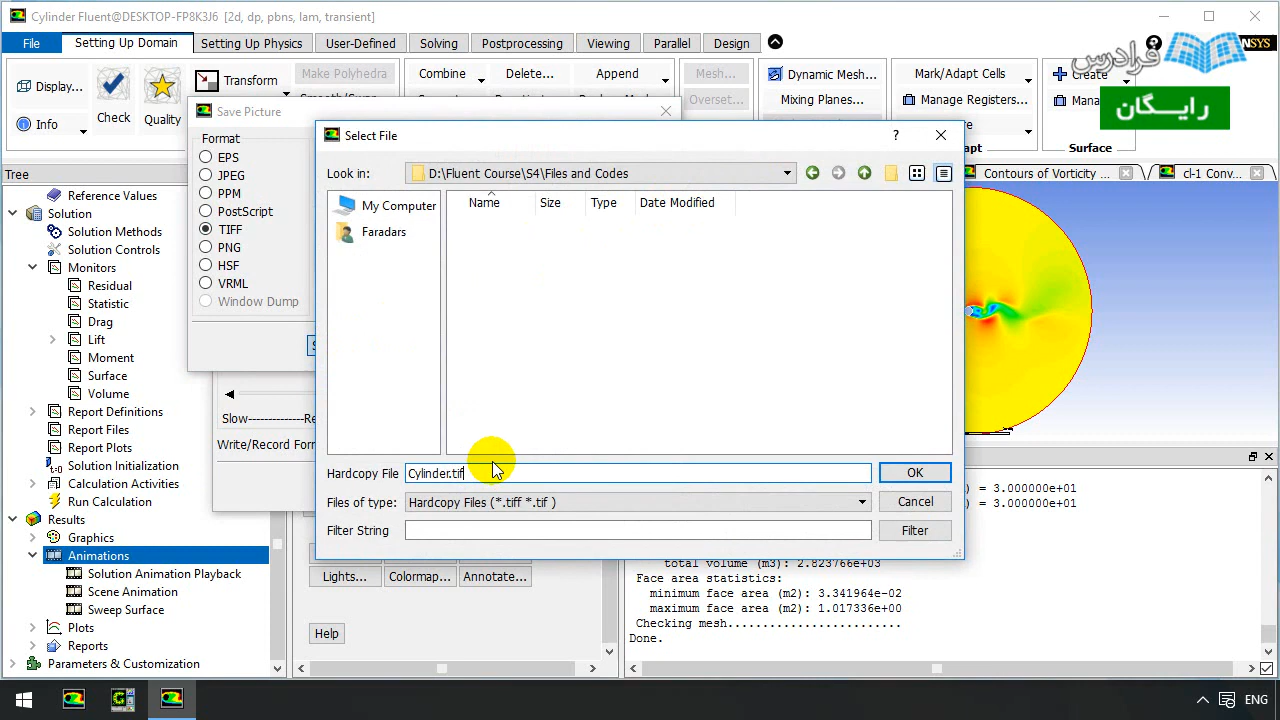 Cylinder Fluent@DESKTOP-FP8K3J6 [2d, dp, pbns, lam, transient]
File
Setting Up Domain
Setting Up Physics
User-Defined
Solving
Postprocessing
Viewing
Parallel
Design
NSYS
فرادرس
رایگان
Display...
Info
Check
Quality
Transform
Make Polyhedra
Combine
Delete...
Append
Mesh...
Overset...
Dynamic Mesh...
Mixing Planes...
Mark/Adapt Cells
Manage Registers...
Create
Mana
re
apt
Surface
Save Picture
Format
EPS
JPEG
PPM
PostScript
TIFF
PNG
HSF
VRML
Window Dump
S
Slow--------------Re
Write/Record Form
Select File
?
Look in:
D:\Fluent Course\S4\Files and Codes
My Computer
Faradars
Name
Size
Type
Date Modified
Hardcopy File
Cylinder.tif
OK
Files of type:
Hardcopy Files (*.tiff *.tif )
Cancel
Filter String
Filter
Tree
Reference Values
Solution
Solution Methods
Solution Controls
Monitors
Residual
Statistic
Drag
Lift
Moment
Surface
Volume
Report Definitions
Report Files
Report Plots
Solution Initialization
Calculation Activities
Run Calculation
Results
Graphics
Animations
Solution Animation Playback
Scene Animation
Sweep Surface
Plots
Reports
Parameters & Customization
Lights...
Colormap...
Annotate...
Help
Contours of Vorticity
cl-1 Conv...
) = 3.000000e+01
) = 3.000000e+01
total volume (m3): 2.823766e+03
Face area statistics:
minimum face area (m2): 3.341964e-02
maximum face area (m2): 1.017336e+00
Checking mesh.........................
Done.
ENG